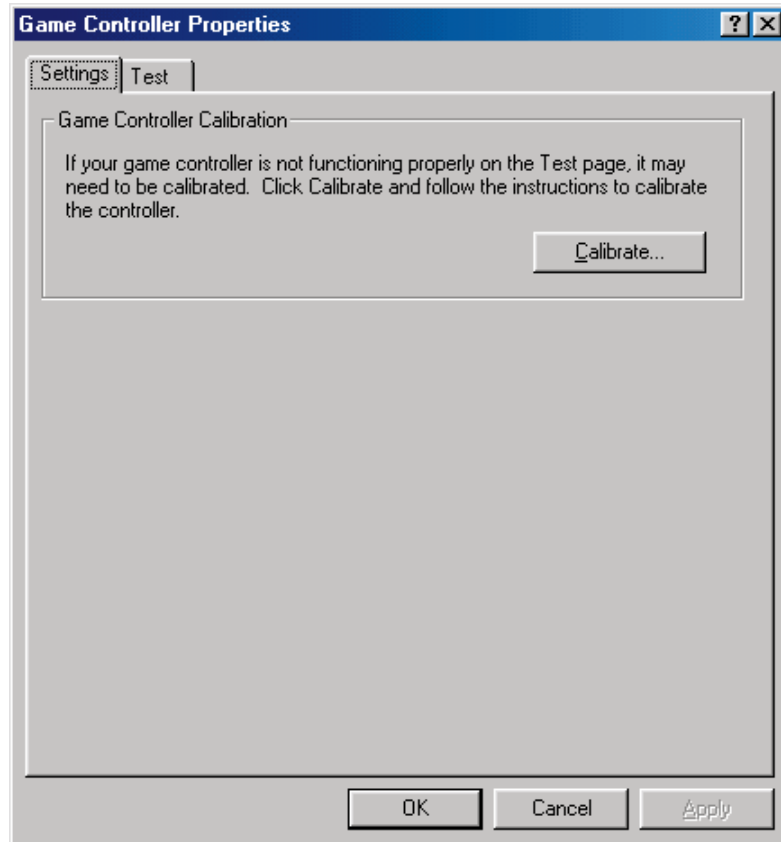 Game Controller Properties
Settings
Test
Game Controller Calibration
If your game controller is not functioning properly on the Test page, it may
need to be calibrated.  Click Calibrate and follow the instructions to calibrate
the controller.
Calibrate...
OK
Cancel
Apply